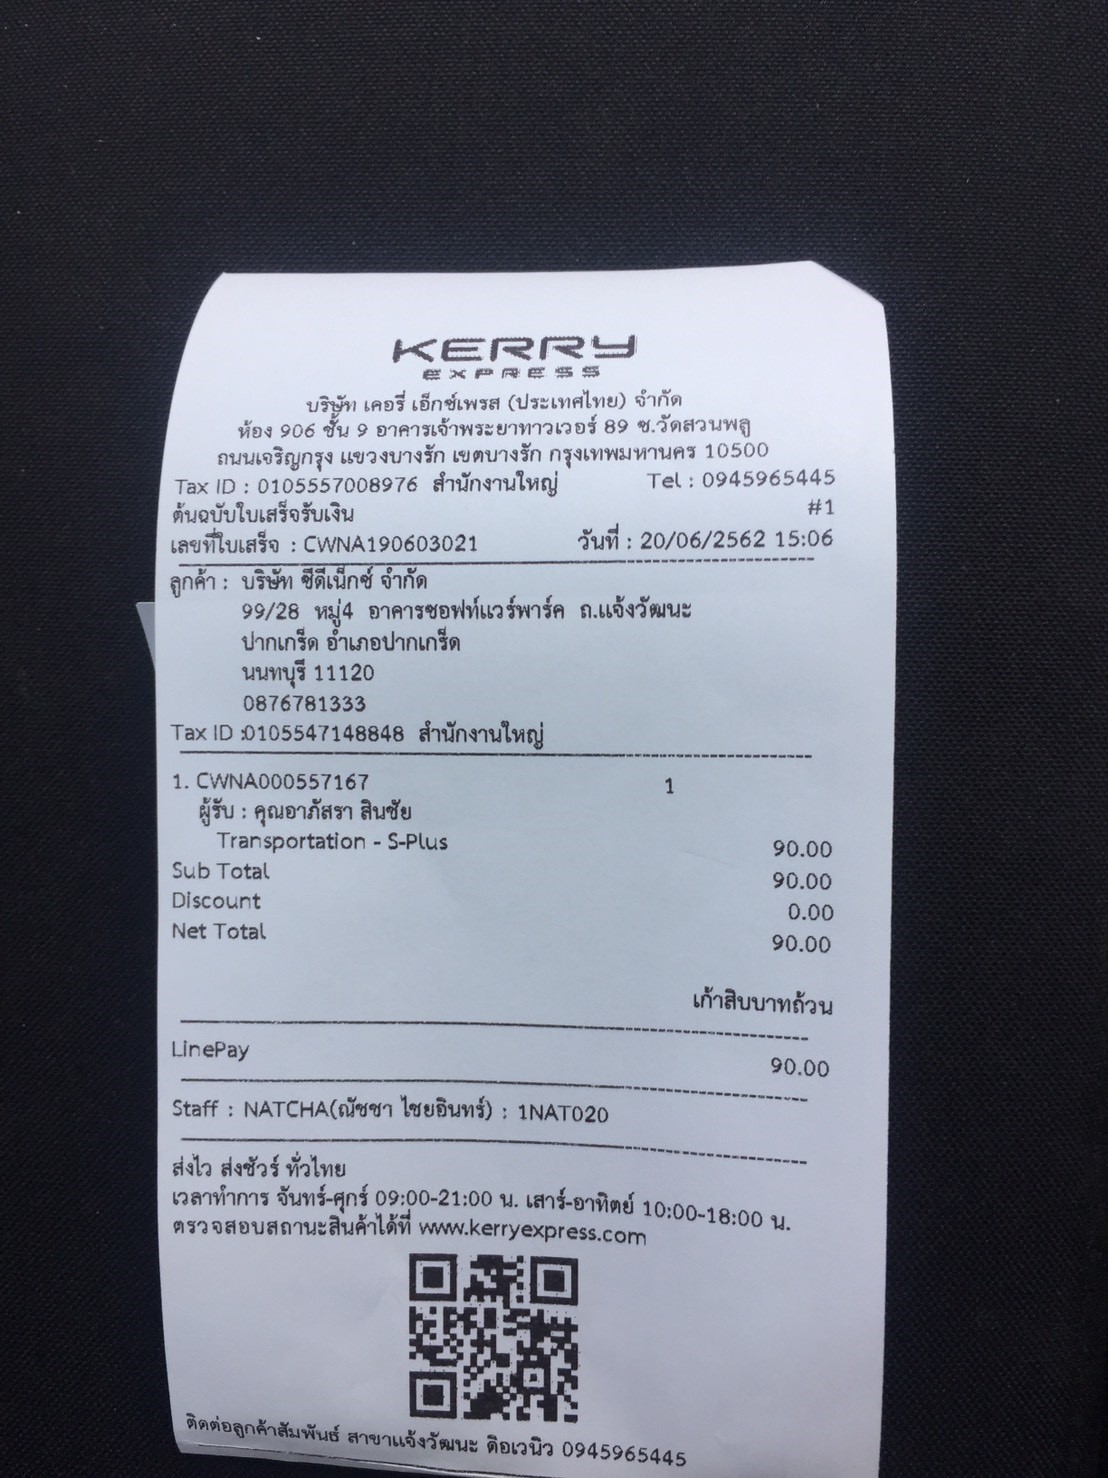 KERRY
EXPRESS
บริษัท เคอรี่ เอ็กซ์เพรส (ประเทศไทย) จำกัด
ห้อง 906 ชั้น 9 อาคารเจ้าพระยาทาวเวอร์ 89 ซ.วัดสวนพลู
ถนนเจริญกรุง แขวงบางรัก เขตบางรัก กรุงเทพมหานคร 10500
Tax ID : 0105557008976 สำนักงานใหญ่ Tel : 0945965445
ต้นฉบับใบเสร็จรับเงิน #1
เลขที่ใบเสร็จ : CWNA190603021 วันที่ : 20/06/2562 15:06
ลูกค้า : บริษัท ซีดีเน็กซ์ จำกัด
99/28 หมู่4 อาคารซอฟท์แวร์พาร์ค ถ.แจ้งวัฒนะ
ปากเกร็ด อำเภอปากเกร็ด
นนทบุรี 11120
0876781333
Tax ID :0105547148848 สำนักงานใหญ่
1. CWNA000557167 1
ผู้รับ : คุณอาภัสรา สินชัย
Transportation - S-Plus 90.00
Sub Total 90.00
Discount 0.00
Net Total 90.00
เก้าสิบบาทถ้วน
LinePay 90.00
Staff : NATCHA(ณัชชา ไชยอินทร์) : 1NAT020
ส่งไว ส่งชัวร์ ทั่วไทย
เวลาทำการ จันทร์-ศุกร์ 09:00-21:00 น. เสาร์-อาทิตย์ 10:00-18:00 น.
ตรวจสอบสถานะสินค้าได้ที่ www.kerryexpress.com
ติดต่อลูกค้าสัมพันธ์ สาขาแจ้งวัฒนะ ดิอเวนิว 0945965445